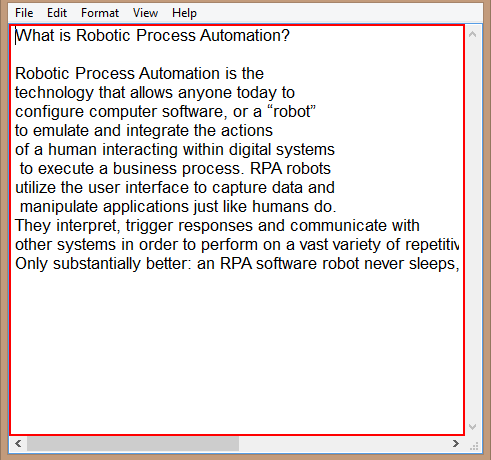 File Edit Format View Help
What is Robotic Process Automation?
Robotic Process Automation is the
technology that allows anyone today to
configure computer software, or a “robot”
to emulate and integrate the actions
of a human interacting within digital systems
to execute a business process. RPA robots
utilize the user interface to capture data and
manipulate applications just like humans do.
They interpret, trigger responses and communicate with
other systems in order to perform on a vast variety of
Only substantially better: an RPA software robot never sleeps,